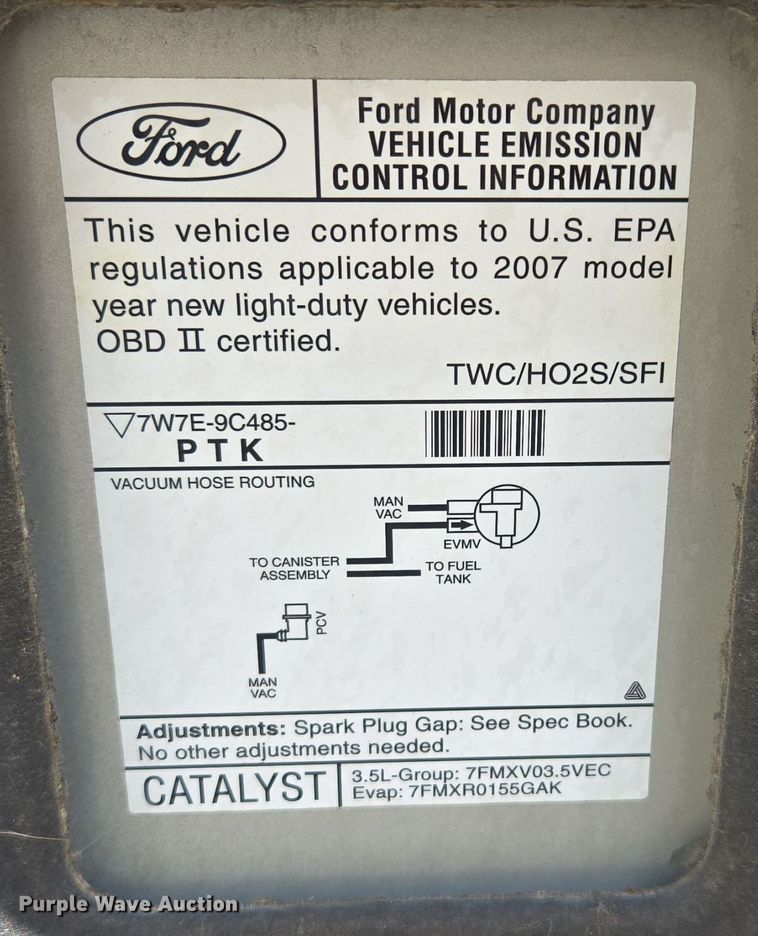 Ford
Ford Motor Company
VEHICLE EMISSION
CONTROL INFORMATION
This vehicle conforms to U.S. EPA
regulations applicable to 2007 model
year new light-duty vehicles.
OBD II certified.
TWC/HO2S/SFI
7W7E-9C485-
PTK
VACUUM HOSE ROUTING
MAN
VAC
EVMV
TO CANISTER
ASSEMBLY
TO FUEL
TANK
PCV
MAN
VAC
Adjustments: Spark Plug Gap: See Spec Book.
No other adjustments needed.
CATALYST
3.5L-Group: 7FMXV03.5VEC
Evap: 7FMXR0155GAK
Purple Wave Auction